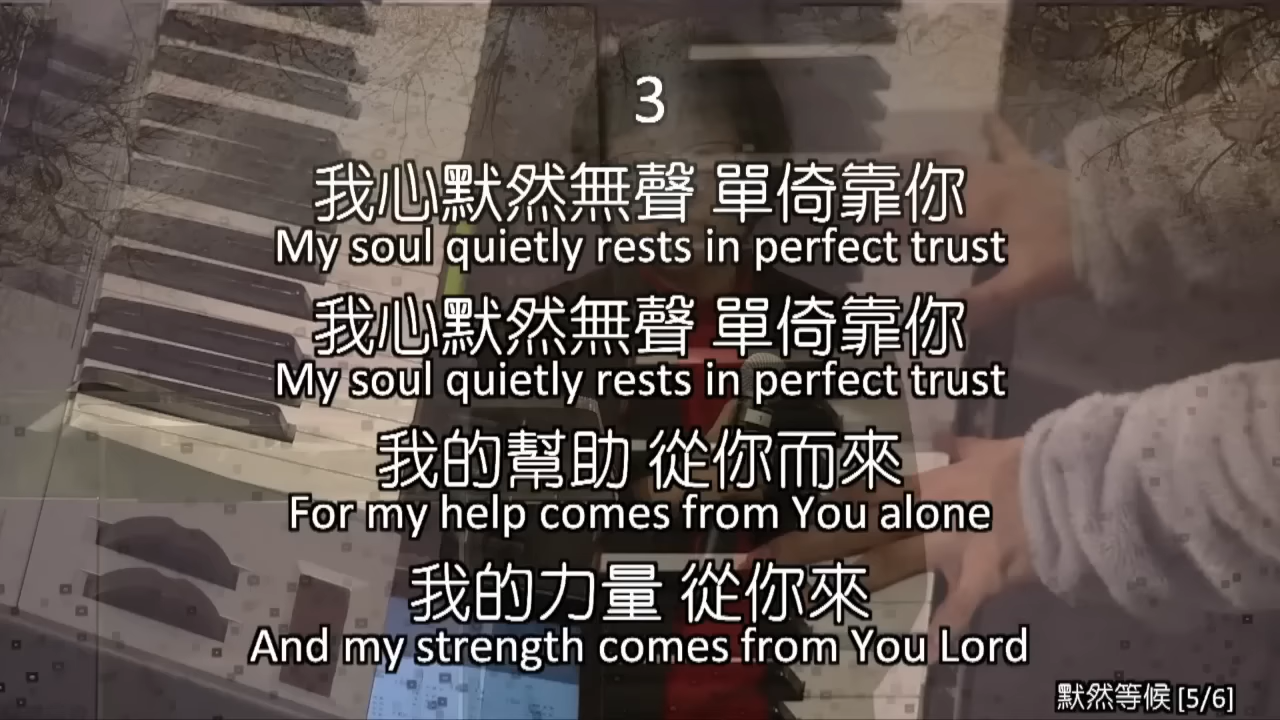 3
我心默然無聲 單倚靠你
My soul quietly rests in perfect trust
我心默然無聲 單倚靠你
My soul quietly rests in perfect trust
我的幫助 從你而來
For my help comes from You alone
我的力量 從你來
And my strength comes from You Lord
默然等候 [5/6]